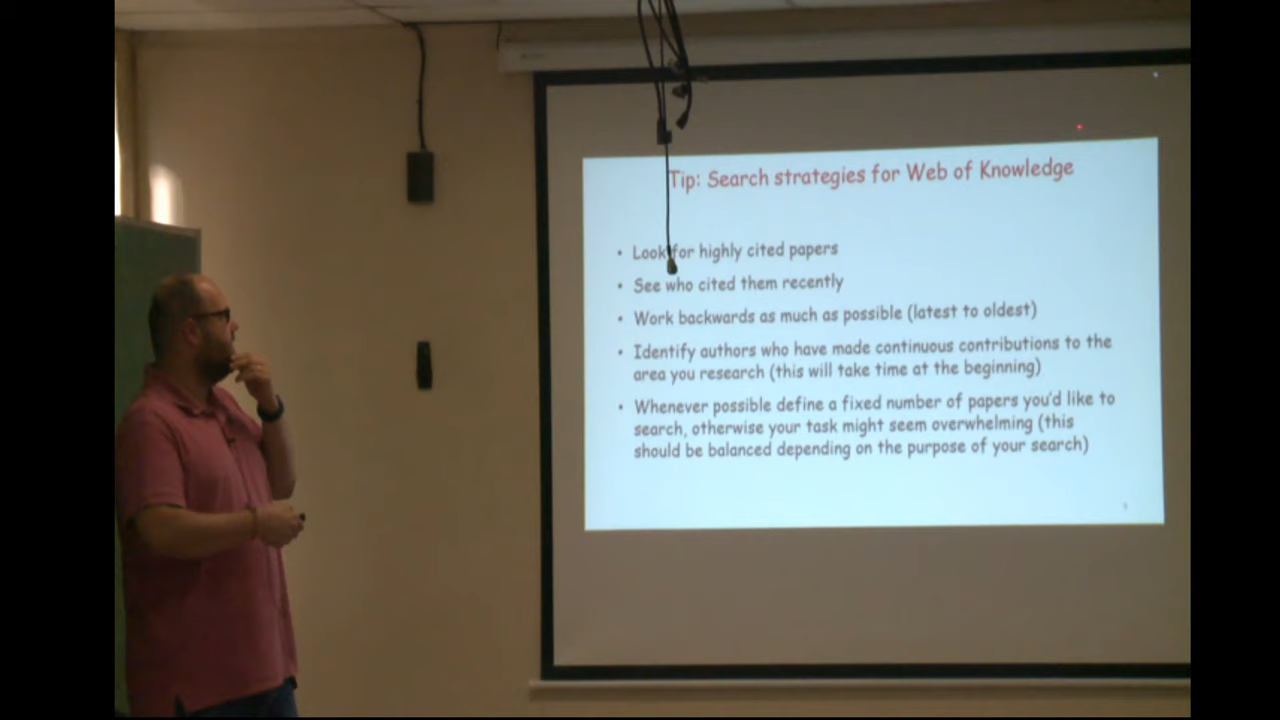 Tip: Search strategies for Web of Knowledge
• Look for highly cited papers
• See who cited them recently
• Work backwards as much as possible (latest to oldest)
• Identify authors who have made continuous contributions to the
area you research (this will take time at the beginning)
• Whenever possible define a fixed number of papers you'd like to
search, otherwise your task might seem overwhelming (this
should be balanced depending on the purpose of your search)